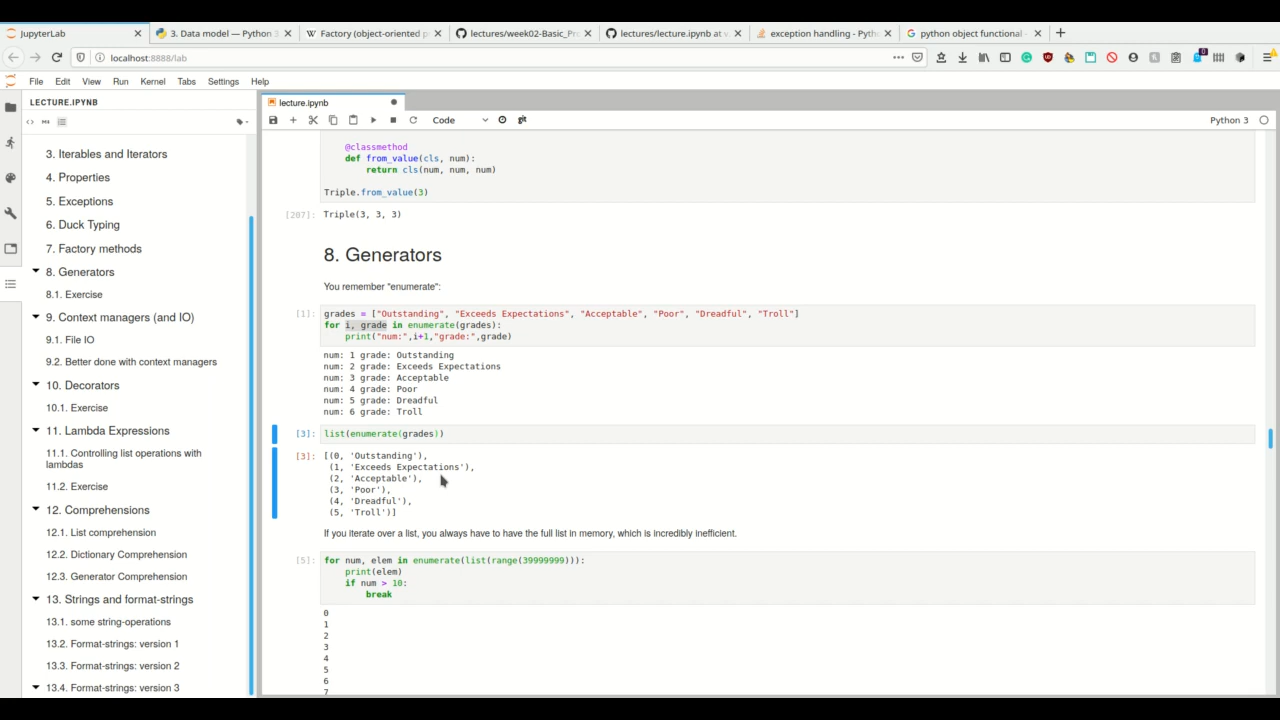 JupyterLab
3. Data model — Python 3
Factory (object-oriented p
lectures/week02-Basic_Pr
lectures/lecture.ipynb at v
exception handling - Pyth
python object functional -
localhost:8888/lab
File Edit View Run Kernel Tabs Settings Help
LECTURE.IPYNB
3. Iterables and Iterators
4. Properties
5. Exceptions
6. Duck Typing
7. Factory methods
8. Generators
8.1. Exercise
9. Context managers (and IO)
9.1. File IO
9.2. Better done with context managers
10. Decorators
10.1. Exercise
11. Lambda Expressions
11.1. Controlling list operations with
lambdas
11.2. Exercise
12. Comprehensions
12.1. List comprehension
12.2. Dictionary Comprehension
12.3. Generator Comprehension
13. Strings and format-strings
13.1. some string-operations
13.2. Format-strings: version 1
13.3. Format-strings: version 2
13.4. Format-strings: version 3
lecture.ipynb
Code
Python 3
@classmethod
def from_value(cls, num):
return cls(num, num, num)
Triple.from_value(3)
[207]: Triple(3, 3, 3)
8. Generators
You remember "enumerate":
[1]: grades = ["Outstanding", "Exceeds Expectations", "Acceptable", "Poor", "Dreadful", "Troll"]
for i, grade in enumerate(grades):
print("num:",i+1,"grade:",grade)
num: 1 grade: Outstanding
num: 2 grade: Exceeds Expectations
num: 3 grade: Acceptable
num: 4 grade: Poor
num: 5 grade: Dreadful
num: 6 grade: Troll
[3]: list(enumerate(grades))
[3]: [(0, 'Outstanding'),
(1, 'Exceeds Expectations'),
(2, 'Acceptable'),
(3, 'Poor'),
(4, 'Dreadful'),
(5, 'Troll')]
If you iterate over a list, you always have to have the full list in memory, which is incredibly inefficient.
[5]: for num, elem in enumerate(list(range(39999999))):
print(elem)
if num > 10:
break
0
1
2
3
4
5
6
7